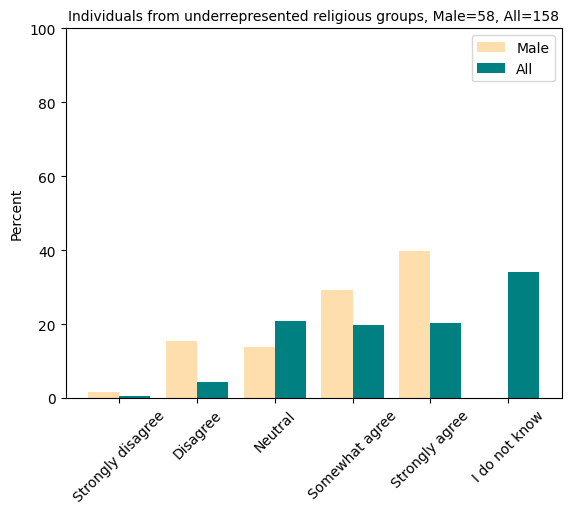 Individuals from underrepresented religious groups, Male=58, All=158
Male
All
Percent
100
80
60
40
20
0
Strongly disagree
Disagree
Neutral
Somewhat agree
Strongly agree
I do not know